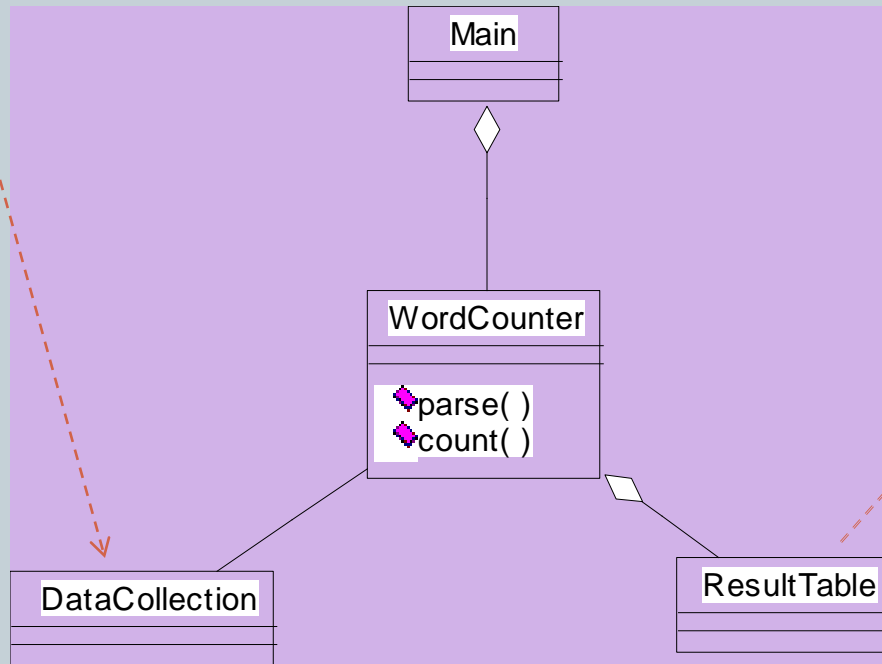 Main
WordCounter
parse( )
count( )
DataCollection
ResultTable